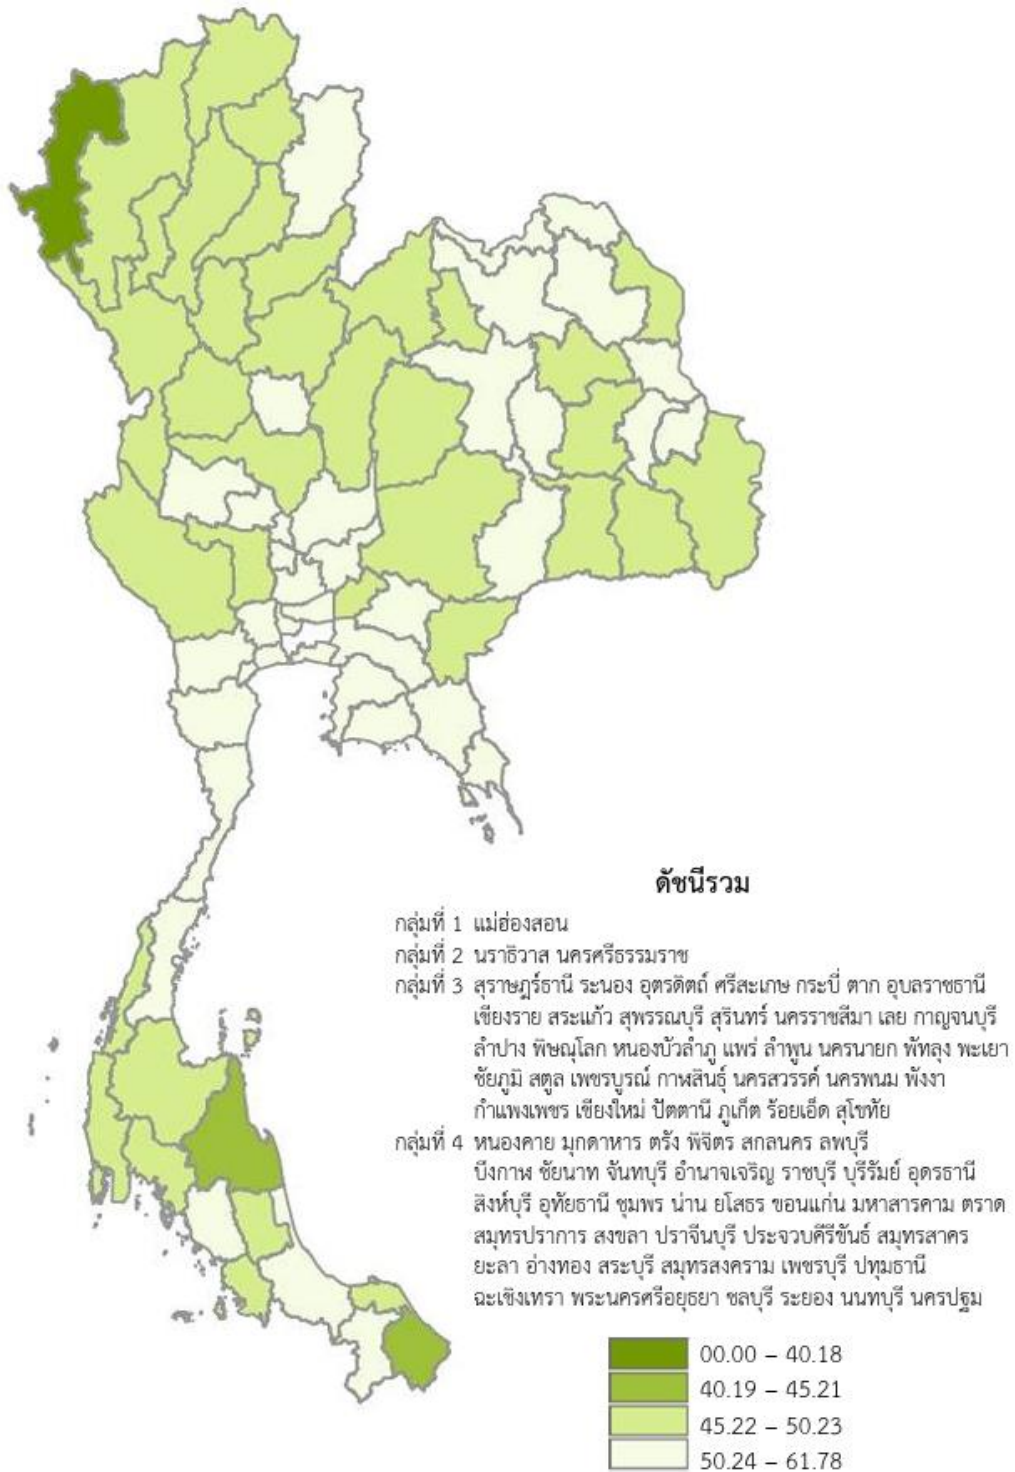 ดัชนีรวม
กลุ่มที่ 1 แม่ฮ่องสอน
กลุ่มที่ 2 นราธิวาส นครศรีธรรมราช
กลุ่มที่ 3 สุราษฎร์ธานี ระนอง อุตรดิตถ์ ศรีสะเกษ กระบี่ ตาก อุบลราชธานี
เชียงราย สระแก้ว สุพรรณบุรี สุรินทร์ นครราชสีมา เลย กาญจนบุรี
ลำปาง พิษณุโลก หนองบัวลำภู แพร่ ลำพูน นครนายก พัทลุง พะเยา
ชัยภูมิ สตูล เพชรบูรณ์ กาฬสินธุ์ นครสวรรค์ นครพนม พังงา
กำแพงเพชร เชียงใหม่ ปัตตานี ภูเก็ต ร้อยเอ็ด สุโขทัย
กลุ่มที่ 4 หนองคาย มุกดาหาร ตรัง พิจิตร สกลนคร ลพบุรี
บึงกาฬ ชัยนาท จันทบุรี อำนาจเจริญ ราชบุรี บุรีรัมย์ อุดรธานี
สิงห์บุรี อุทัยธานี ชุมพร น่าน ยโสธร ขอนแก่น มหาสารคาม ตราด
สมุทรปราการ สงขลา ปราจีนบุรี ประจวบคีรีขันธ์ สมุทรสาคร
ยะลา อ่างทอง สระบุรี สมุทรสงคราม เพชรบุรี ปทุมธานี
ฉะเชิงเทรา พระนครศรีอยุธยา ชลบุรี ระยอง นนทบุรี นครปฐม
00.00 – 40.18
40.19 – 45.21
45.22 – 50.23
50.24 – 61.78